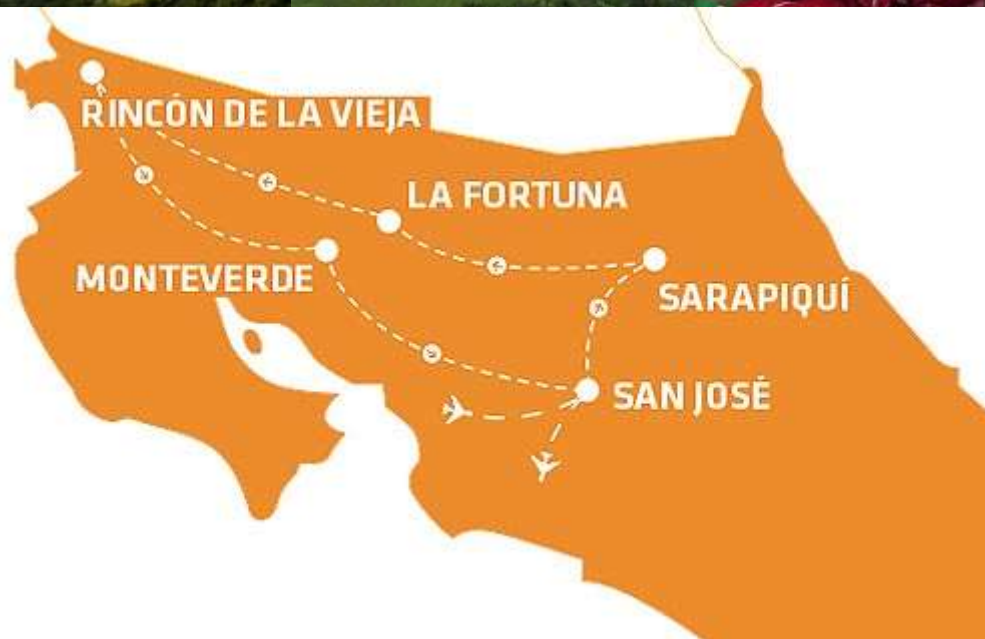 RINCÓN DE LA VIEJA
LA FORTUNA
MONTEVERDE
SARAPIQUÍ
SAN JOSÉ